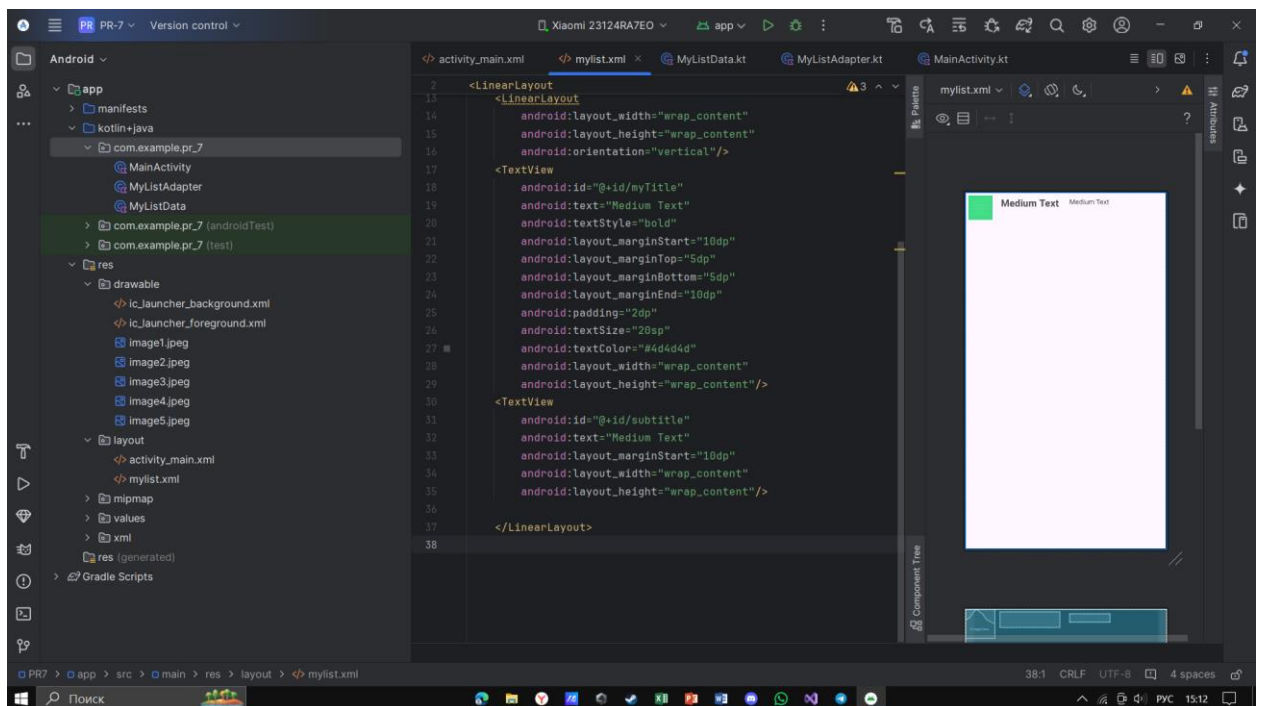 PR PR-7 Version control Xiaomi 23124RA7EO app
Android
app
manifests
kotlin+java
com.example.pr_7
MainActivity
MyListAdapter
MyListData
com.example.pr_7 (androidTest)
com.example.pr_7 (test)
res
drawable
ic_launcher_background.xml
ic_launcher_foreground.xml
image1.jpeg
image2.jpeg
image3.jpeg
image4.jpeg
image5.jpeg
layout
activity_main.xml
mylist.xml
mipmap
values
xml
res (generated)
Gradle Scripts
activity_main.xml mylist.xml MyListData.kt MyListAdapter.kt MainActivity.kt
2 <LinearLayout 3
13 <LinearLayout
14 android:layout_width="wrap_content"
15 android:layout_height="wrap_content"
16 android:orientation="vertical"/>
17 <TextView
18 android:id="@+id/myTitle"
19 android:text="Medium Text"
20 android:textStyle="bold"
21 android:layout_marginStart="10dp"
22 android:layout_marginTop="5dp"
23 android:layout_marginBottom="5dp"
24 android:layout_marginEnd="10dp"
25 android:padding="2dp"
26 android:textSize="20sp"
27 android:textColor="#4d4d4d"
28 android:layout_width="wrap_content"
29 android:layout_height="wrap_content"/>
30 <TextView
31 android:id="@+id/subtitle"
32 android:text="Medium Text"
33 android:layout_marginStart="10dp"
34 android:layout_width="wrap_content"
35 android:layout_height="wrap_content"/>
36
37 </LinearLayout>
38
Palette
mylist.xml
?
Attributes
Medium Text Medium Text
Component Tree
PR7 > app > src > main > res > layout > mylist.xml
38:1 CRLF UTF-8 4 spaces
Поиск
РУС 15:12